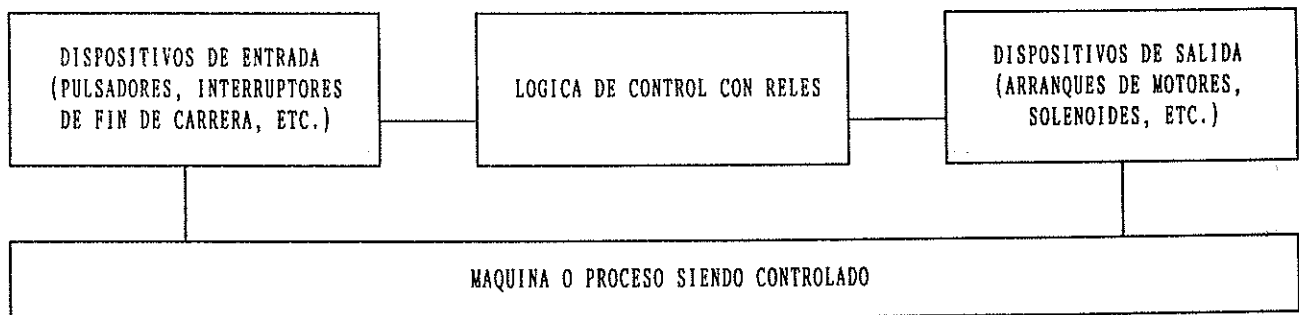 DISPOSITIVOS DE ENTRADA
(PULSADORES, INTERRUPTORES
DE FIN DE CARRERA, ETC.)
LOGICA DE CONTROL CON RELES
DISPOSITIVOS DE SALIDA
(ARRANQUES DE MOTORES,
SOLENOIDES, ETC.)
MAQUINA O PROCESO SIENDO CONTROLADO